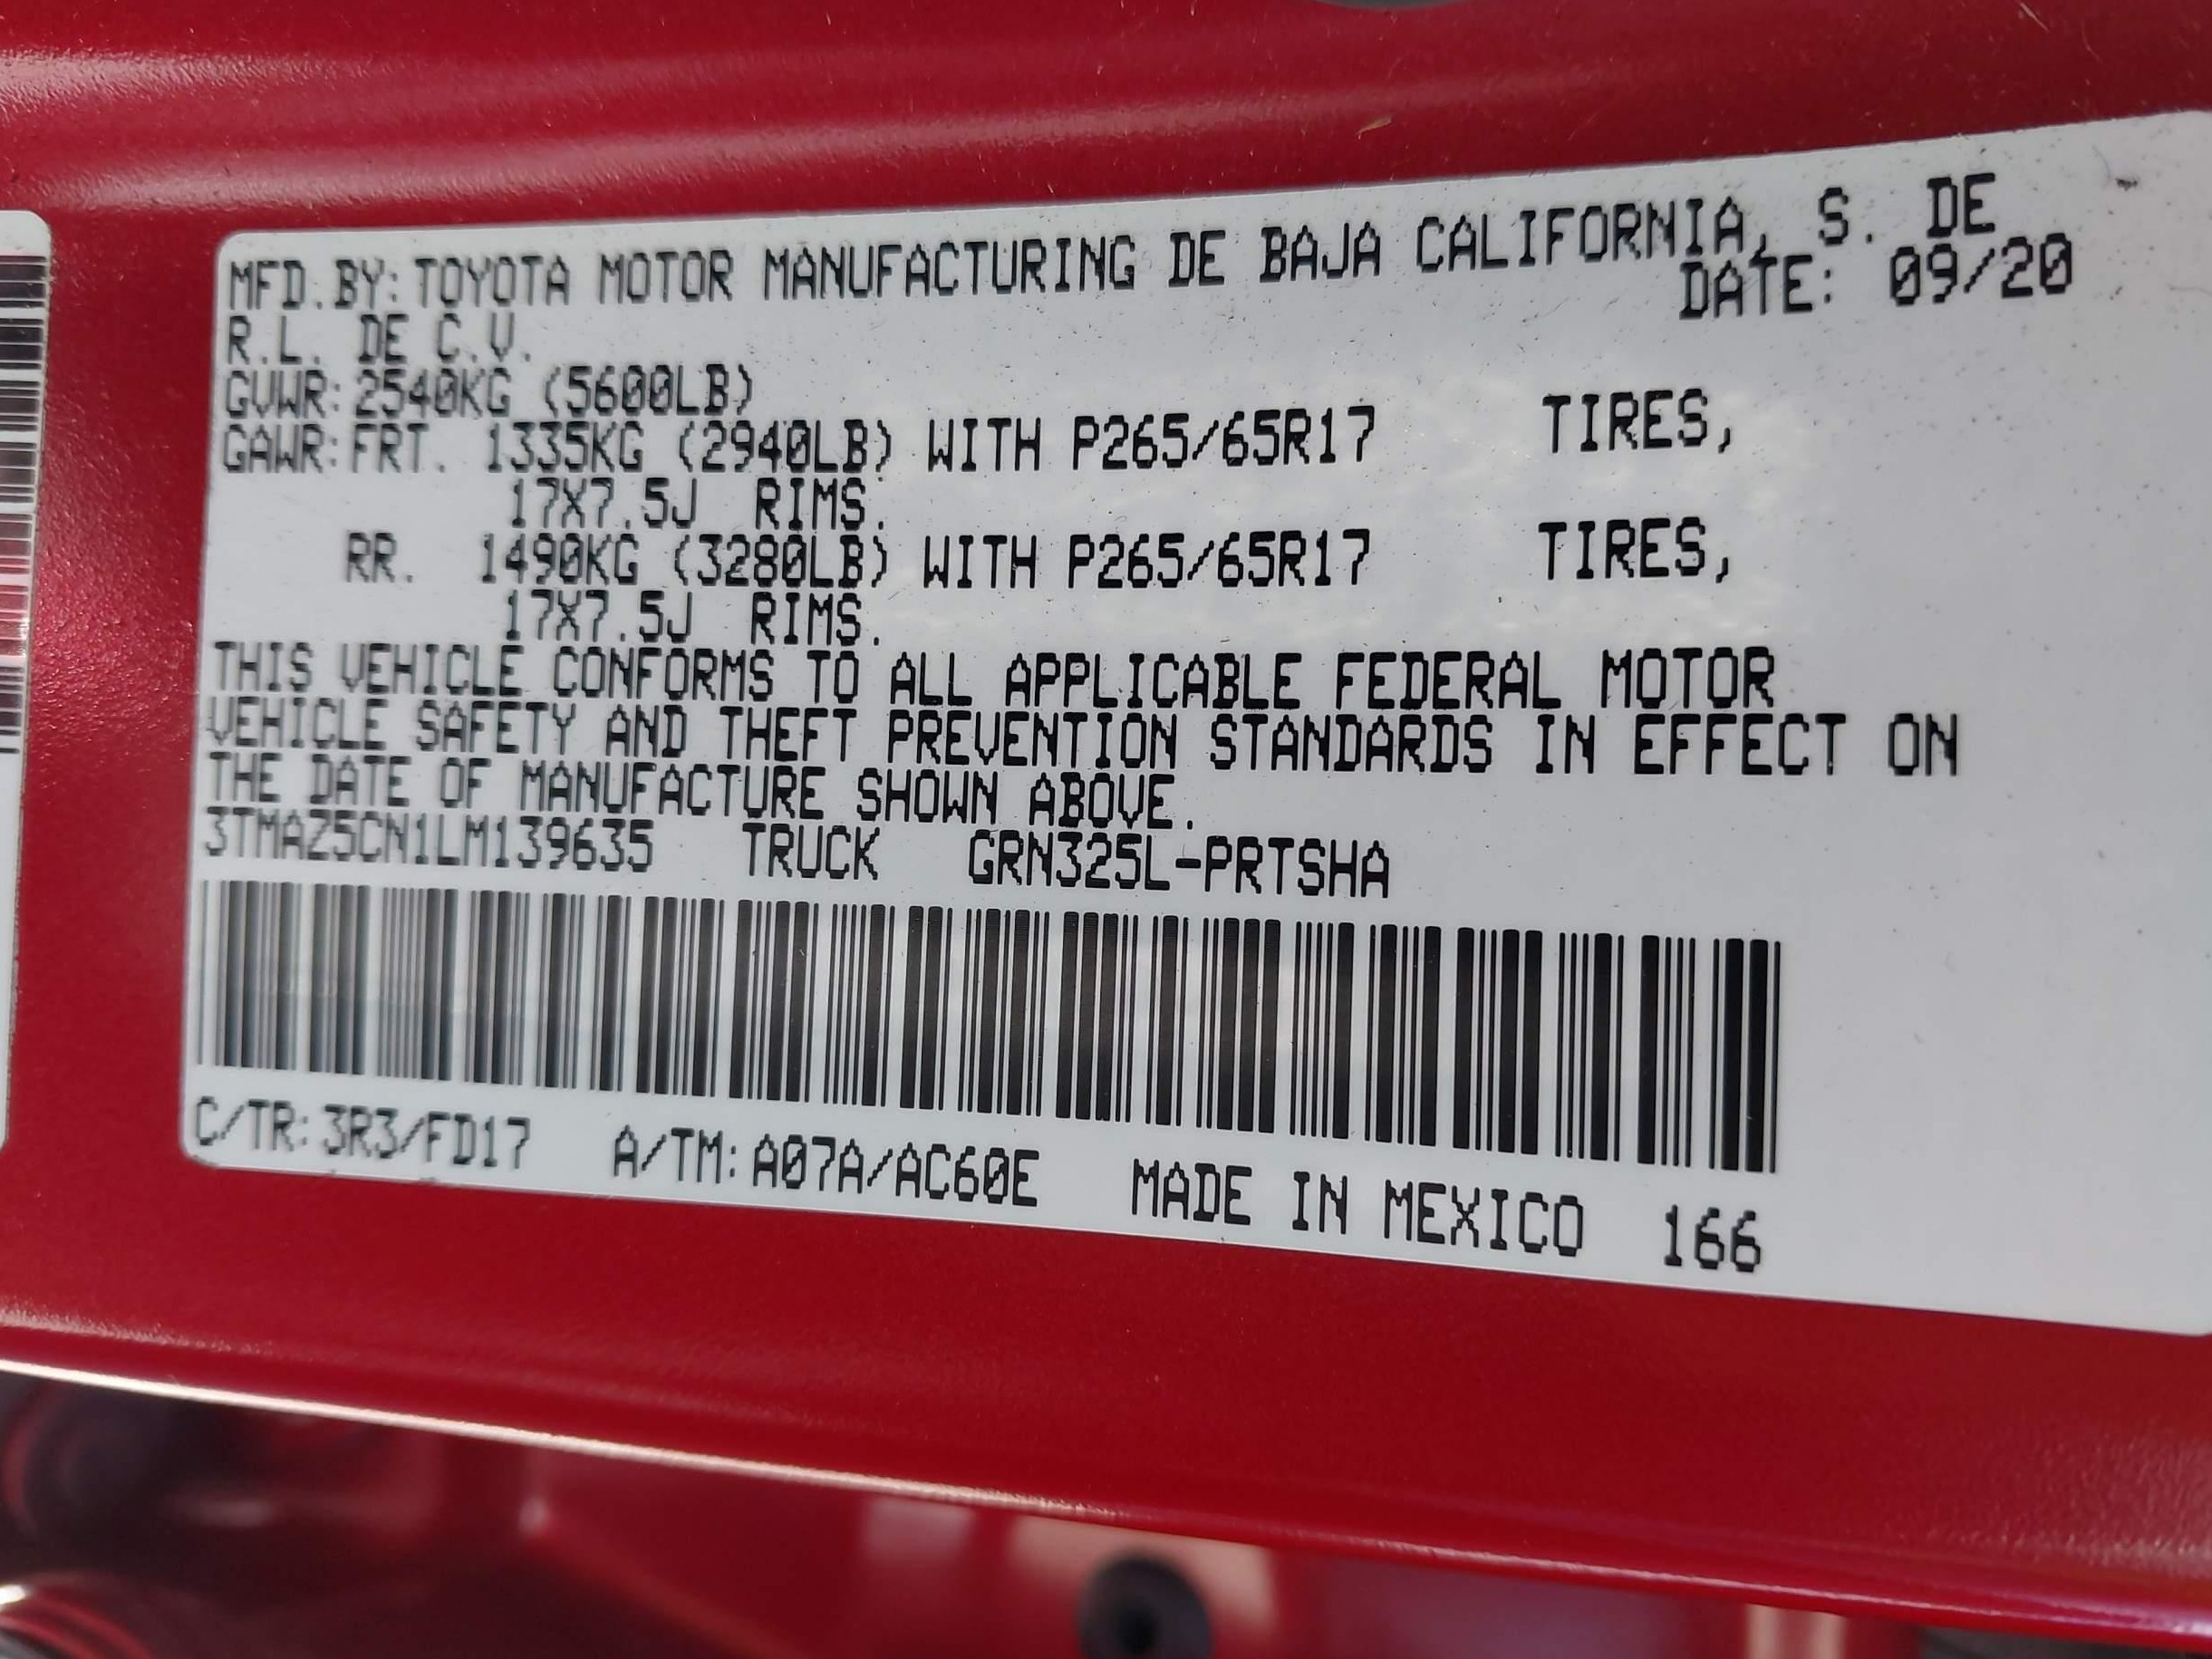 MFD.BY:TOYOTA MOTOR MANUFACTURING DE BAJA CALIFORNIA, S. DE
R.L. DE C.V. DATE: 09/20
GVWR:2540KG (5600LB)
GAWR:FRT. 1335KG (2940LB) WITH P265/65R17 TIRES,
17X7.5J RIMS.
RR. 1490KG (3280LB) WITH P265/65R17 TIRES,
17X7.5J RIMS.
THIS VEHICLE CONFORMS TO ALL APPLICABLE FEDERAL MOTOR
VEHICLE SAFETY AND THEFT PREVENTION STANDARDS IN EFFECT ON
THE DATE OF MANUFACTURE SHOWN ABOVE.
3TMAZ5CN1LM139635 TRUCK GRN325L-PRTSHA
C/TR:3R3/FD17 A/TM:A07A/AC60E MADE IN MEXICO 166